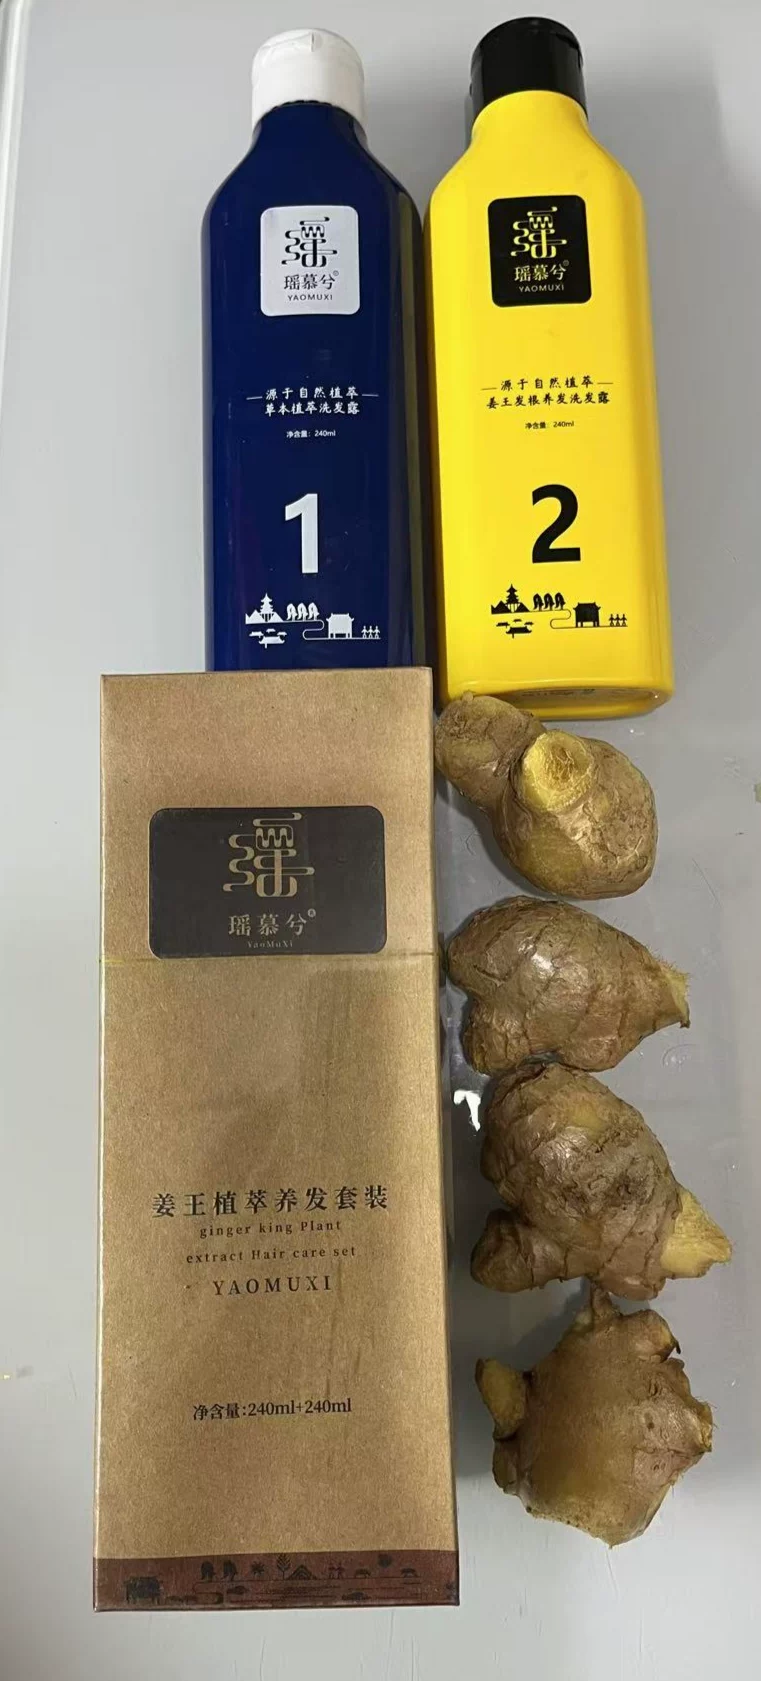 瑶慕兮
YAOMUXI
源于自然植萃
草本植萃洗发露
净含量：240ml
1
瑶慕兮
YAOMUXI
源于自然植萃
姜王发根养发洗发露
净含量：240ml
2
瑶慕兮®
YaoMuXi
姜王植萃养发套装
ginger king Plant
extract Hair care set
YAOMUXI
净含量:240ml+240ml